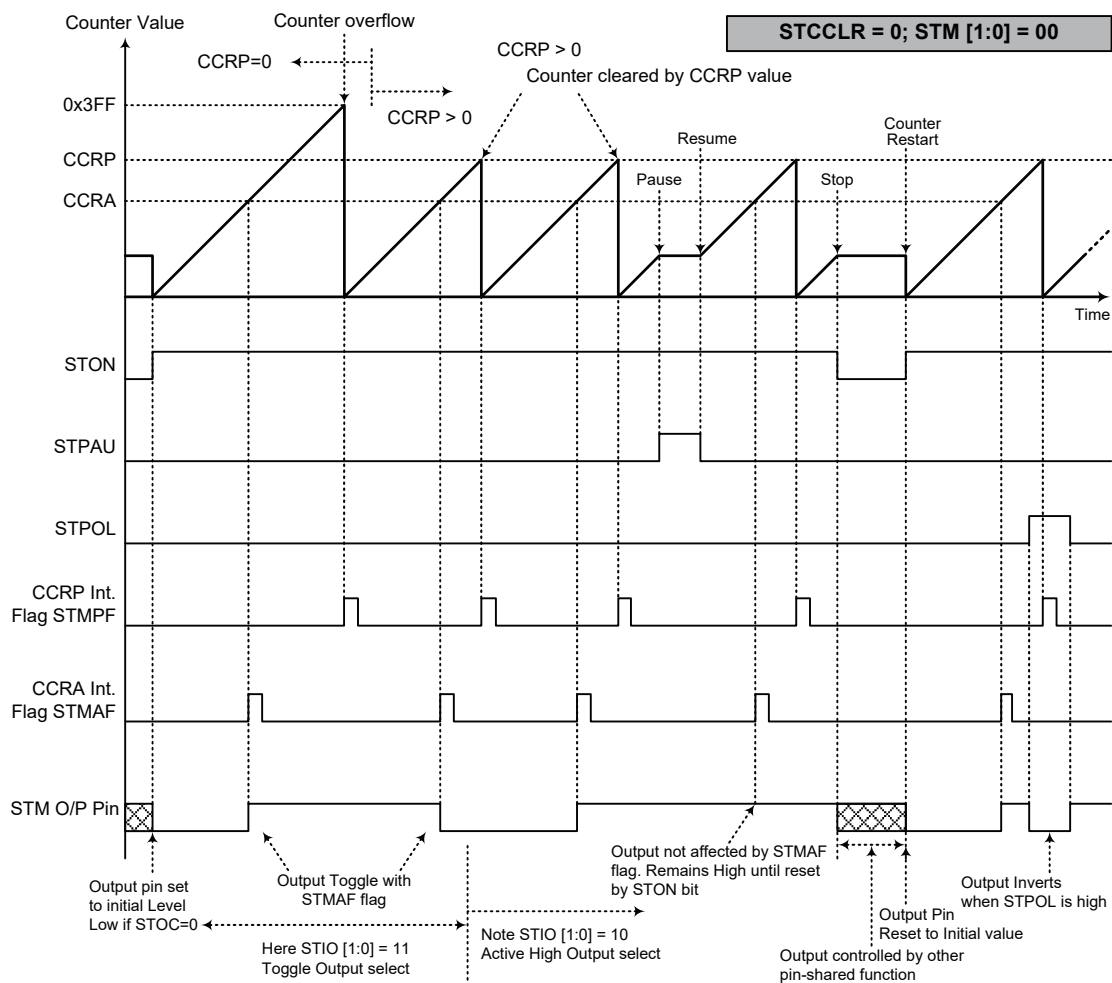 Counter Value
Counter overflow
STCCLR = 0; STM [1:0] = 00
CCRP=0
CCRP > 0
CCRP > 0
Counter cleared by CCRP value
0x3FF
CCRP
CCRA
Pause
Resume
Stop
Counter
Restart
Time
STON
STPAU
STPOL
CCRP Int.
Flag STMPF
CCRA Int.
Flag STMAF
STM O/P Pin
Output pin set
to initial Level
Low if STOC=0
Output Toggle with
STMAF flag
Here STIO [1:0] = 11
Toggle Output select
Note STIO [1:0] = 10
Active High Output select
Output not affected by STMAF
flag. Remains High until reset
by STON bit
Output controlled by other
pin-shared function
Output Pin
Reset to Initial value
Output Inverts
when STPOL is high